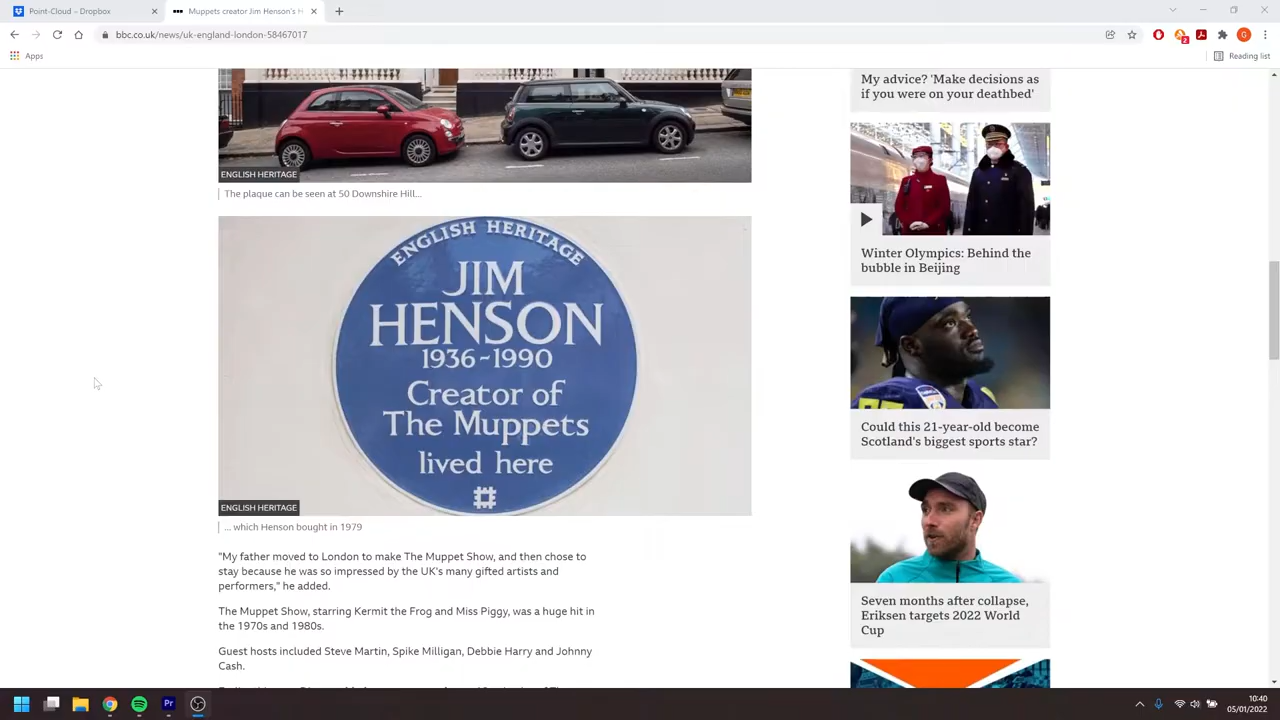 Point-Cloud – Dropbox
Muppets creator Jim Henson's H
bbc.co.uk/news/uk-england-london-58467017
2
G
Apps
Reading list
ENGLISH HERITAGE
The plaque can be seen at 50 Downshire Hill...
ENGLISH HERITAGE
JIM
HENSON
1936-1990
Creator of
The Muppets
lived here
ENGLISH HERITAGE
... which Henson bought in 1979
"My father moved to London to make The Muppet Show, and then chose to
stay because he was so impressed by the UK's many gifted artists and
performers," he added.
The Muppet Show, starring Kermit the Frog and Miss Piggy, was a huge hit in
the 1970s and 1980s.
Guest hosts included Steve Martin, Spike Milligan, Debbie Harry and Johnny
Cash.
My advice? 'Make decisions as
if you were on your deathbed'
Winter Olympics: Behind the
bubble in Beijing
Could this 21-year-old become
Scotland's biggest sports star?
Seven months after collapse,
Eriksen targets 2022 World
Cup
Pr
10:40
05/01/2022